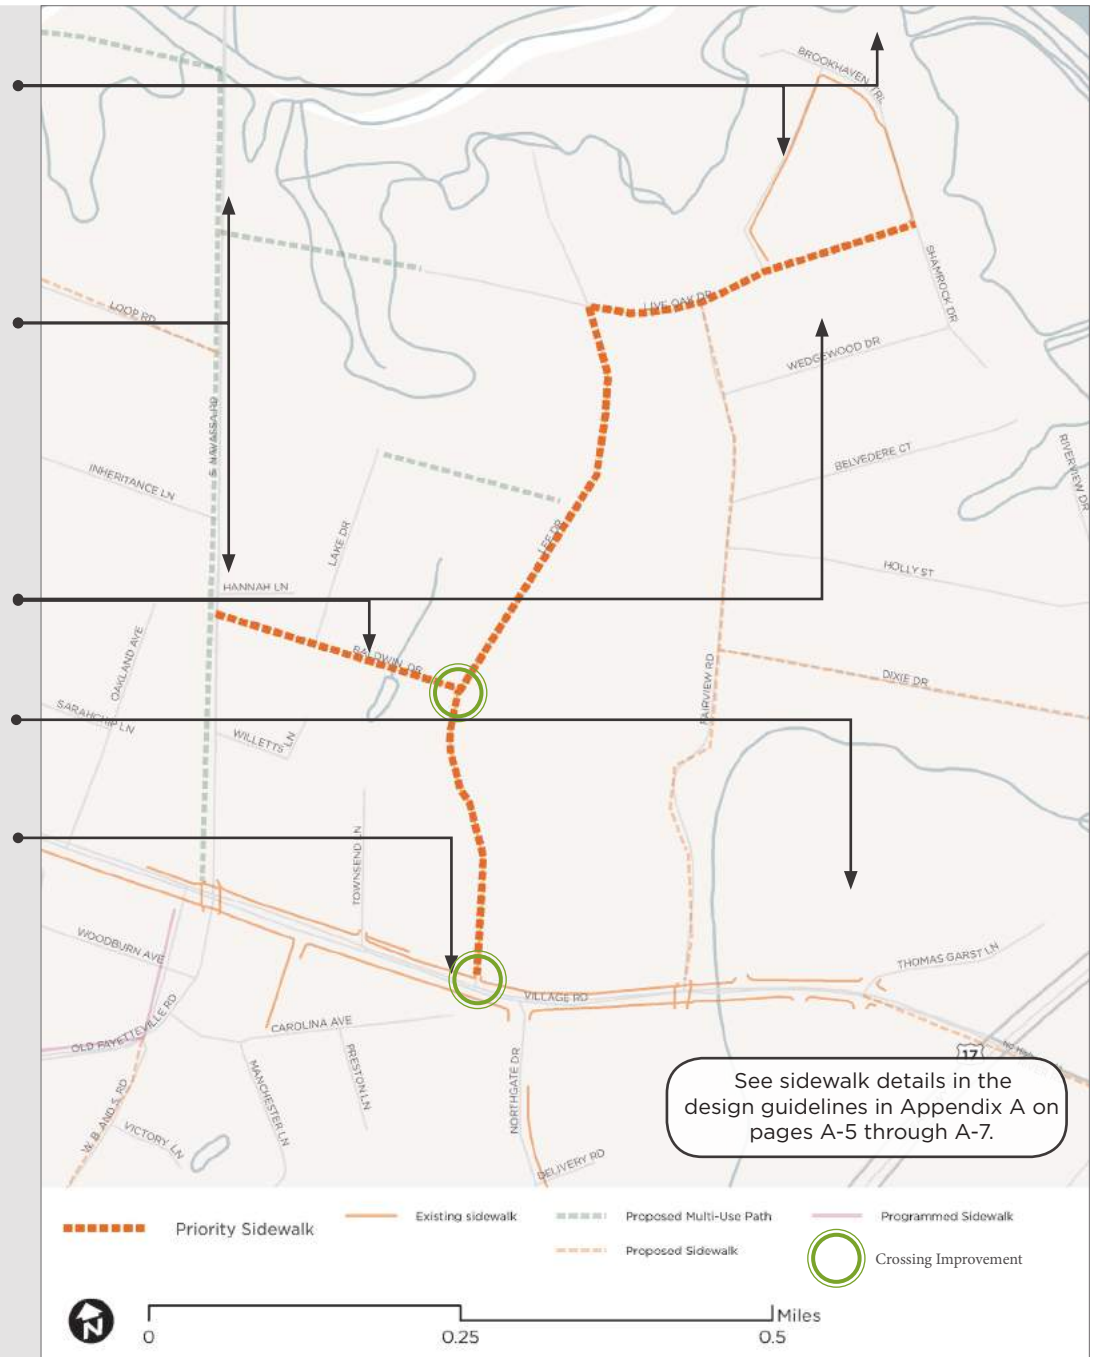 BROOKHAVEN TRL
LIVE OAK DR
SHAMROCK DR
LOOP RD
WEDGEWOOD DR
S NAVASSA RD
BELVEDERE CT
RIVERVIEW DR
INHERITANCE LN
LAKE DR
LEE DR
HANNAH LN
HOLLY ST
BALDWIN DR
OAKLAND AVE
DIXIE DR
FAIRVIEW RD
SARAHCHIP LN
WILLETTS LN
TOWNSEND LN
WOODBURN AVE
THOMAS GARST LN
VILLAGE RD
OLD FAYETTEVILLE RD
CAROLINA AVE
17
PRESTON LN
MANCHESTER LN
NORTHGATE DR
W. B. AND S. RD
VICTORY LN
DELIVERY RD
See sidewalk details in the
design guidelines in Appendix A on
pages A-5 through A-7.
Priority Sidewalk
Existing sidewalk
Proposed Multi-Use Path
Programmed Sidewalk
Proposed Sidewalk
Crossing Improvement
N
Miles
0
0.25
0.5